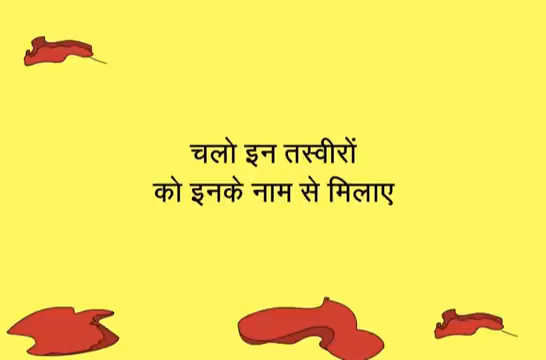 चलो इन तस्वीरों
को इनके नाम से मिलाए